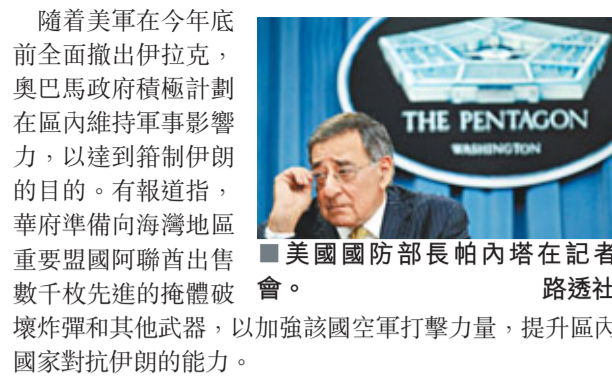 隨着美軍在今年底
前全面撤出伊拉克，
奧巴馬政府積極計劃
在區內維持軍事影響
力，以達到箝制伊朗
的目的。有報道指，
華府準備向海灣地區
重要盟國阿聯酋出售
數千枚先進的掩體破
壞炸彈和其他武器，以加強該國空軍打擊力量，提升區內
國家對抗伊朗的能力。
THE PENTAGON
WASHINGTON
■美國國防部長帕內塔在記者
會。 路透社